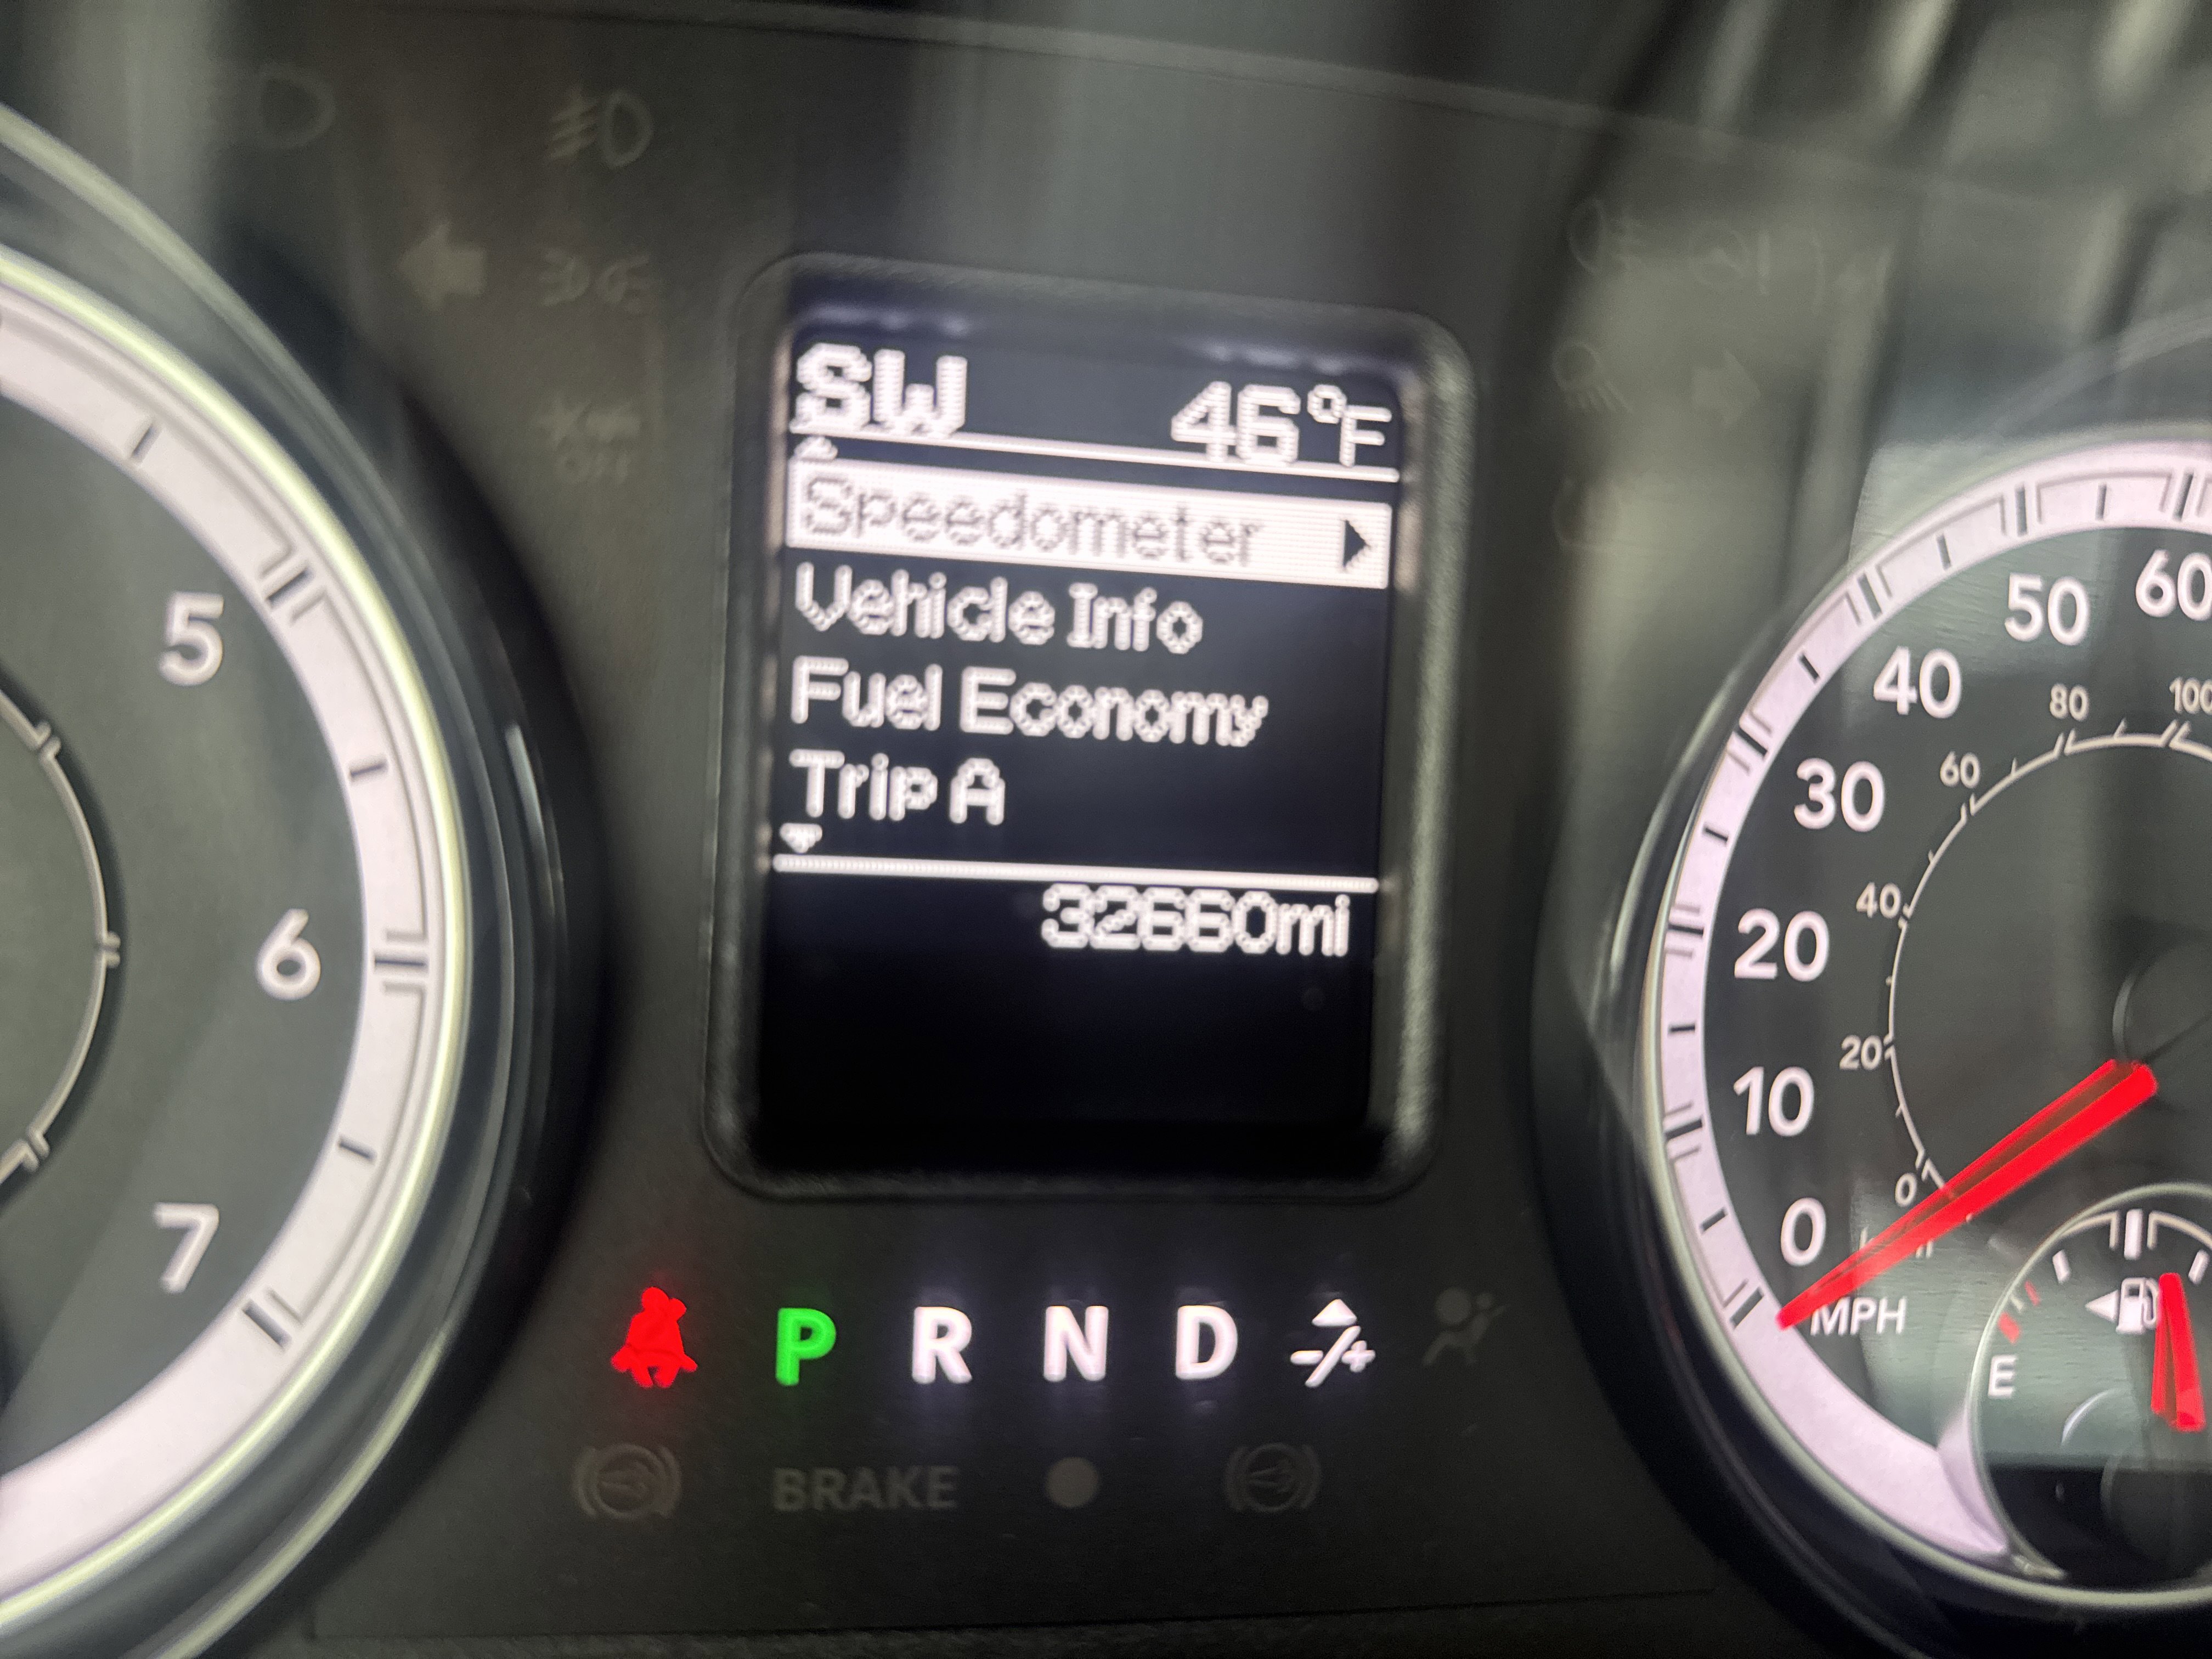 SW 46°F
Speedometer
Vehicle Info
Fuel Economy
Trip A
32660mi
5
6
7
60
50
40
30
20
10
0
MPH
100
80
60
40
20
0
E
P R N D -/+
BRAKE